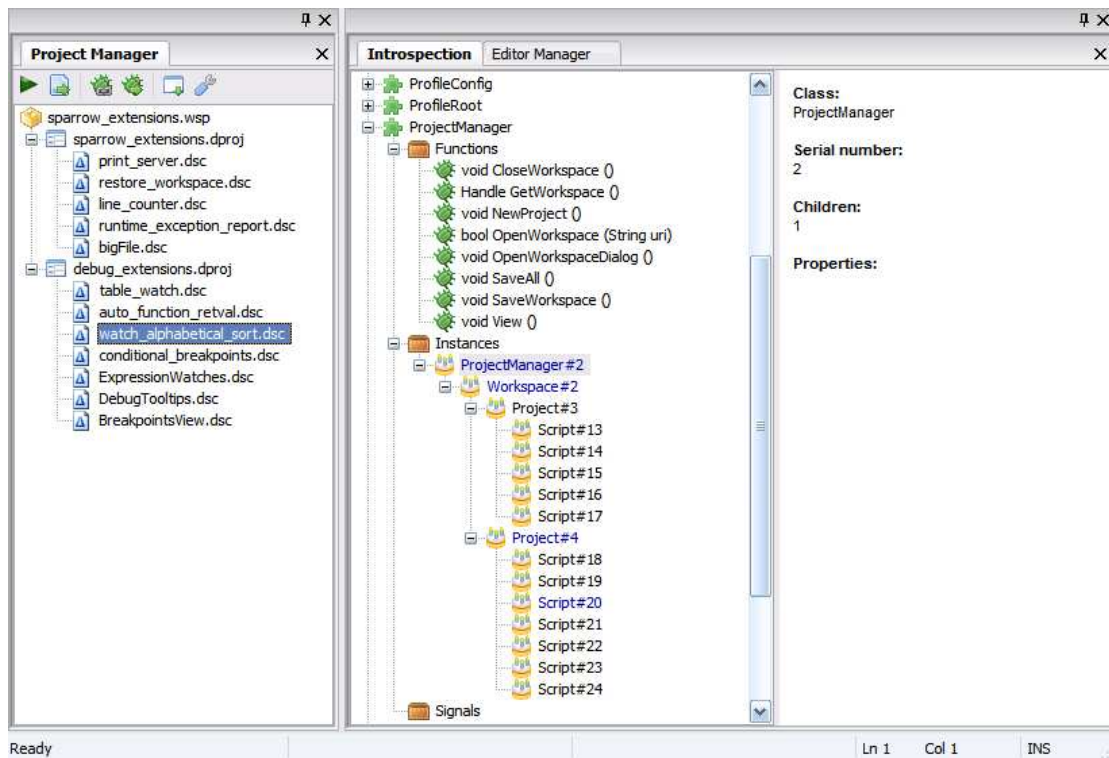 Project Manager
sparrow_extensions.wsp
sparrow_extensions.dproj
print_server.dsc
restore_workspace.dsc
line_counter.dsc
runtime_exception_report.dsc
bigFile.dsc
debug_extensions.dproj
table_watch.dsc
auto_function_retval.dsc
watch_alphabetical_sort.dsc
conditional_breakpoints.dsc
ExpressionWatches.dsc
DebugTooltips.dsc
BreakpointsView.dsc
Introspection Editor Manager
ProfileConfig
ProfileRoot
ProjectManager
Functions
void CloseWorkspace ()
Handle GetWorkspace ()
void NewProject ()
bool OpenWorkspace (String uri)
void OpenWorkspaceDialog ()
void SaveAll ()
void SaveWorkspace ()
void View ()
Instances
ProjectManager#2
Workspace#2
Project#3
Script#13
Script#14
Script#15
Script#16
Script#17
Project#4
Script#18
Script#19
Script#20
Script#21
Script#22
Script#23
Script#24
Signals
Class:
ProjectManager
Serial number:
2
Children:
1
Properties:
Ready Ln 1 Col 1 INS